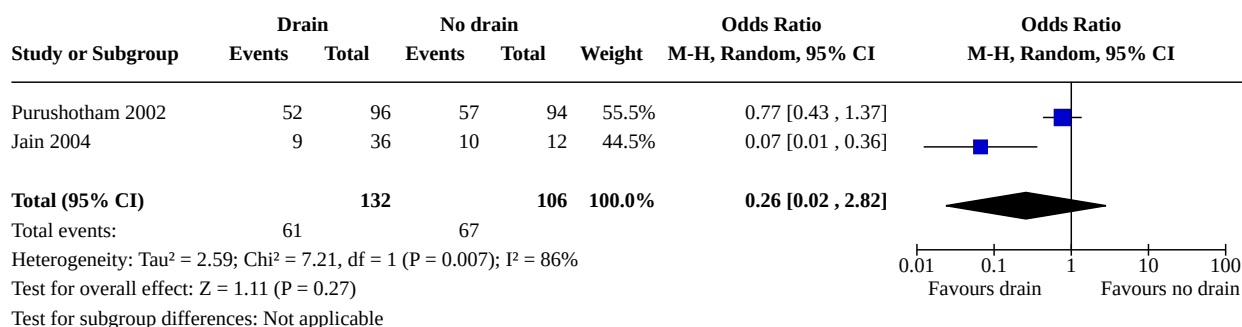 Drain No drain Odds Ratio Odds Ratio
Study or Subgroup Events Total Events Total Weight M-H, Random, 95% CI M-H, Random, 95% CI
Purushotham 2002 52 96 57 94 55.5% 0.77 [0.43 , 1.37]
Jain 2004 9 36 10 12 44.5% 0.07 [0.01 , 0.36]
Total (95% CI) 132 106 100.0% 0.26 [0.02 , 2.82]
Total events: 61 67
Heterogeneity: Tau² = 2.59; Chi² = 7.21, df = 1 (P = 0.007); I² = 86%
0.01 0.1 1 10 100
Test for overall effect: Z = 1.11 (P = 0.27) Favours drain Favours no drain
Test for subgroup differences: Not applicable